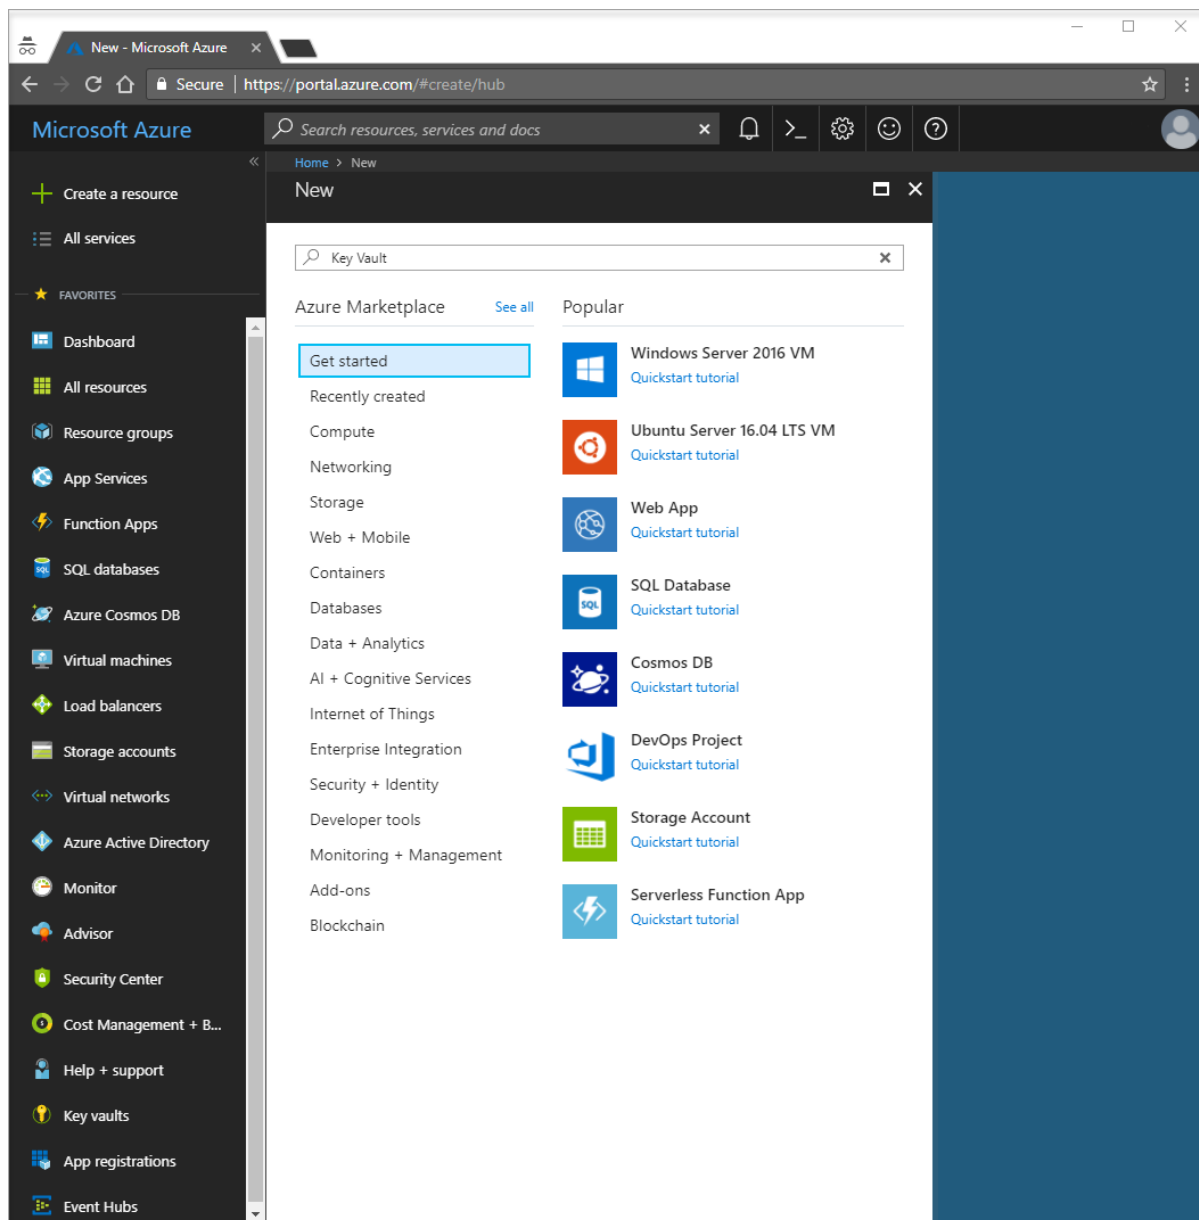 New - Microsoft Azure
Secure | https://portal.azure.com/#create/hub
Microsoft Azure
Search resources, services and docs
Home > New
New
Create a resource
All services
FAVORITES
Dashboard
All resources
Resource groups
App Services
Function Apps
SQL databases
Azure Cosmos DB
Virtual machines
Load balancers
Storage accounts
Virtual networks
Azure Active Directory
Monitor
Advisor
Security Center
Cost Management + B...
Help + support
Key vaults
App registrations
Event Hubs
Key Vault
Azure Marketplace
See all
Get started
Recently created
Compute
Networking
Storage
Web + Mobile
Containers
Databases
Data + Analytics
AI + Cognitive Services
Internet of Things
Enterprise Integration
Security + Identity
Developer tools
Monitoring + Management
Add-ons
Blockchain
Popular
Windows Server 2016 VM
Quickstart tutorial
Ubuntu Server 16.04 LTS VM
Quickstart tutorial
Web App
Quickstart tutorial
SQL
SQL Database
Quickstart tutorial
Cosmos DB
Quickstart tutorial
DevOps Project
Quickstart tutorial
Storage Account
Quickstart tutorial
Serverless Function App
Quickstart tutorial